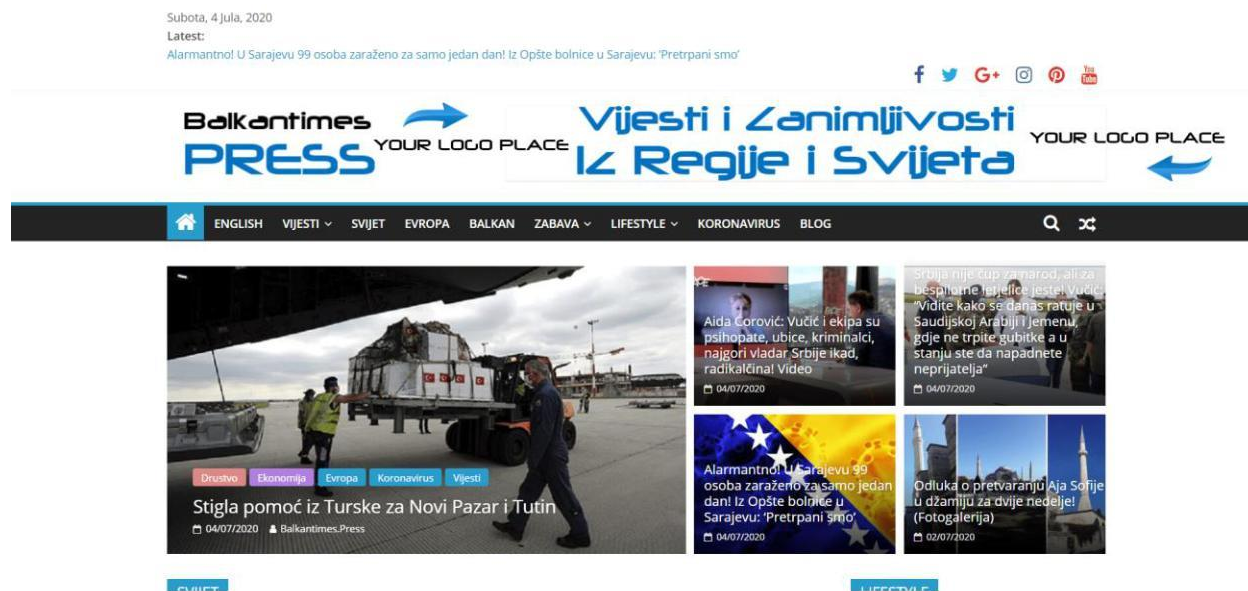 Subota, 4 Jula, 2020
Latest:
Alarmantno! U Sarajevu 99 osoba zaraženo za samo jedan dan! Iz Opšte bolnice u Sarajevu: ‘Pretrpani smo’
Balkantimes
PRESS
YOUR LOGO PLACE
Vijesti i Zanimljivosti
Iz Regije i Svijeta
YOUR LOGO PLACE
ENGLISH VIJESTI SVIJET EVROPA BALKAN ZABAVA LIFESTYLE KORONAVIRUS BLOG
Drustvo Ekonomija Evropa Koronavirus Vijesti
Stigla pomoć iz Turske za Novi Pazar i Tutin
04/07/2020 Balkantimes.Press
Aida Ćorović: Vučić i ekipa su
psihopate, ubice, kriminalci,
najgori vladar Srbije ikad,
radikalčina! Video
04/07/2020
Srbija nije ćup za narod, ali za
bespilotne letjelice jeste! Vučić:
“Vidite kako se danas ratuje u
Saudijskoj Arabiji i Jemenu,
gdje ne trpite gubitke a u
stanju ste da napadnete
neprijatelja“
04/07/2020
Alarmantno! U Sarajevu 99
osoba zaraženo za samo jedan
dan! Iz Opšte bolnice u
Sarajevu: ‘Pretrpani smo’
04/07/2020
Odluka o pretvaranju Aja Sofije
u džamiju za dvije nedelje!
(Fotogalerija)
02/07/2020
SVIJET
LIFESTYLE